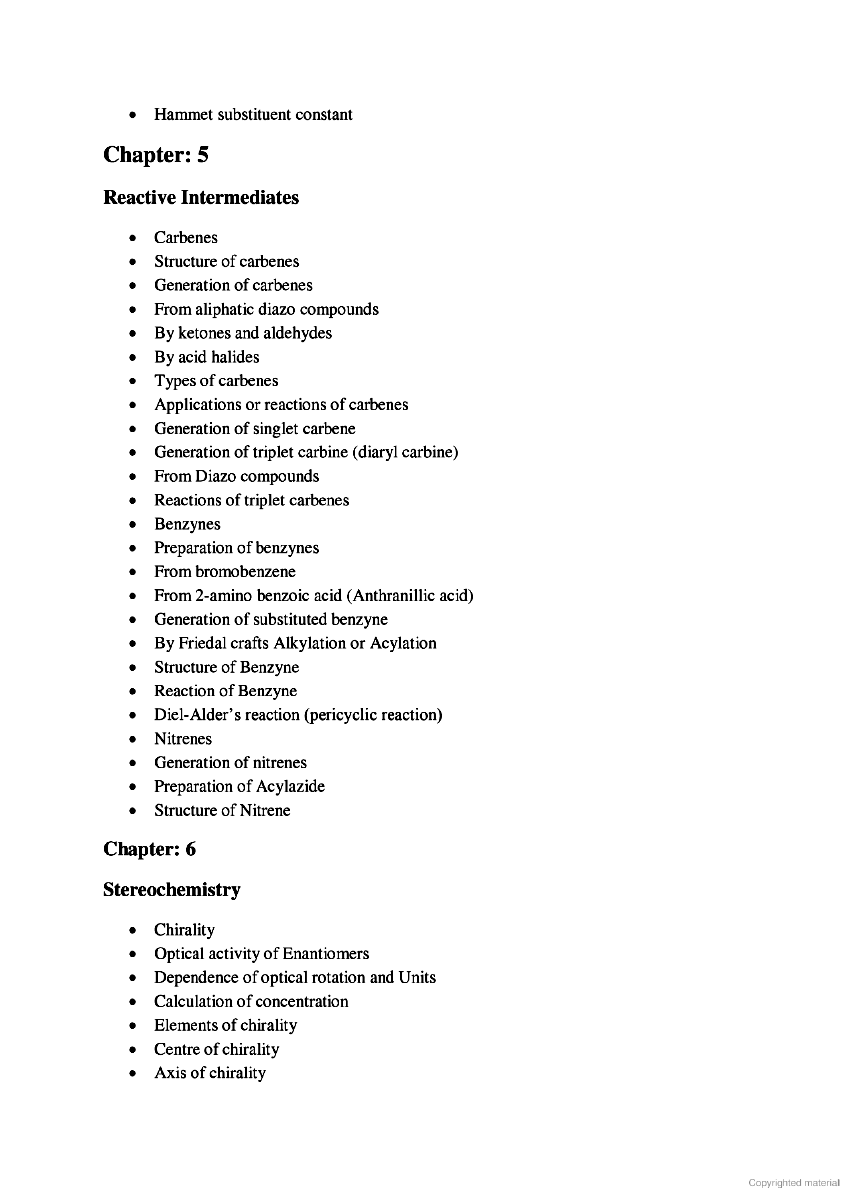 • Hammet substituent constant
Chapter: 5
Reactive Intermediates
• Carbenes
• Structure of carbenes
• Generation of carbenes
• From aliphatic diazo compounds
• By ketones and aldehydes
• By acid halides
• Types of carbenes
• Applications or reactions of carbenes
• Generation of singlet carbene
• Generation of triplet carbine (diaryl carbine)
• From Diazo compounds
• Reactions of triplet carbenes
• Benzynes
• Preparation of benzynes
• From bromobenzene
• From 2-amino benzoic acid (Anthranillic acid)
• Generation of substituted benzyne
• By Friedal crafts Alkylation or Acylation
• Structure of Benzyne
• Reaction of Benzyne
• Diel-Alder’s reaction (pericyclic reaction)
• Nitrenes
• Generation of nitrenes
• Preparation of Acylazide
• Structure of Nitrene
Chapter: 6
Stereochemistry
• Chirality
• Optical activity of Enantiomers
• Dependence of optical rotation and Units
• Calculation of concentration
• Elements of chirality
• Centre of chirality
• Axis of chirality
Copyrighted material